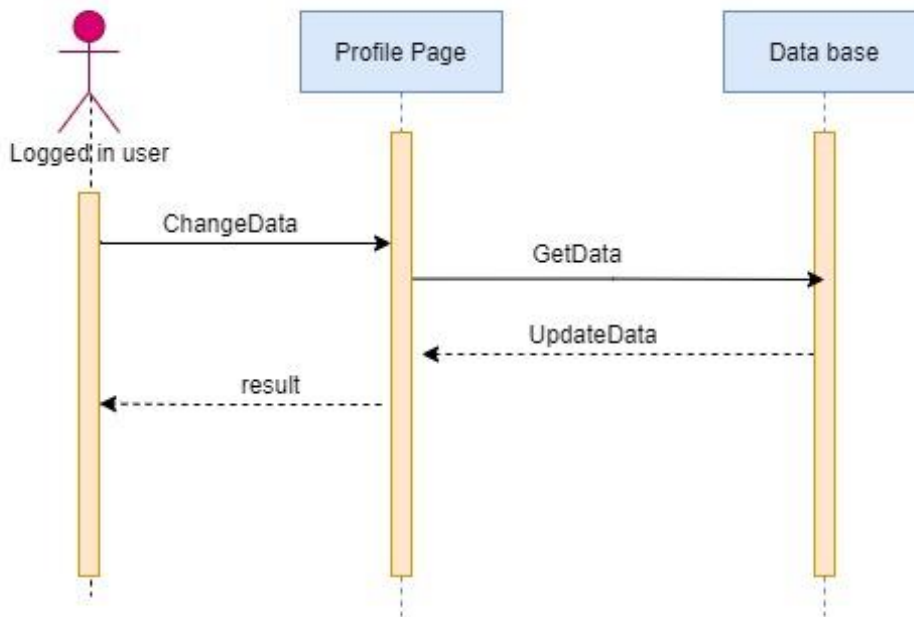 Profile Page
Data base
Logged in user
ChangeData
GetData
UpdateData
result